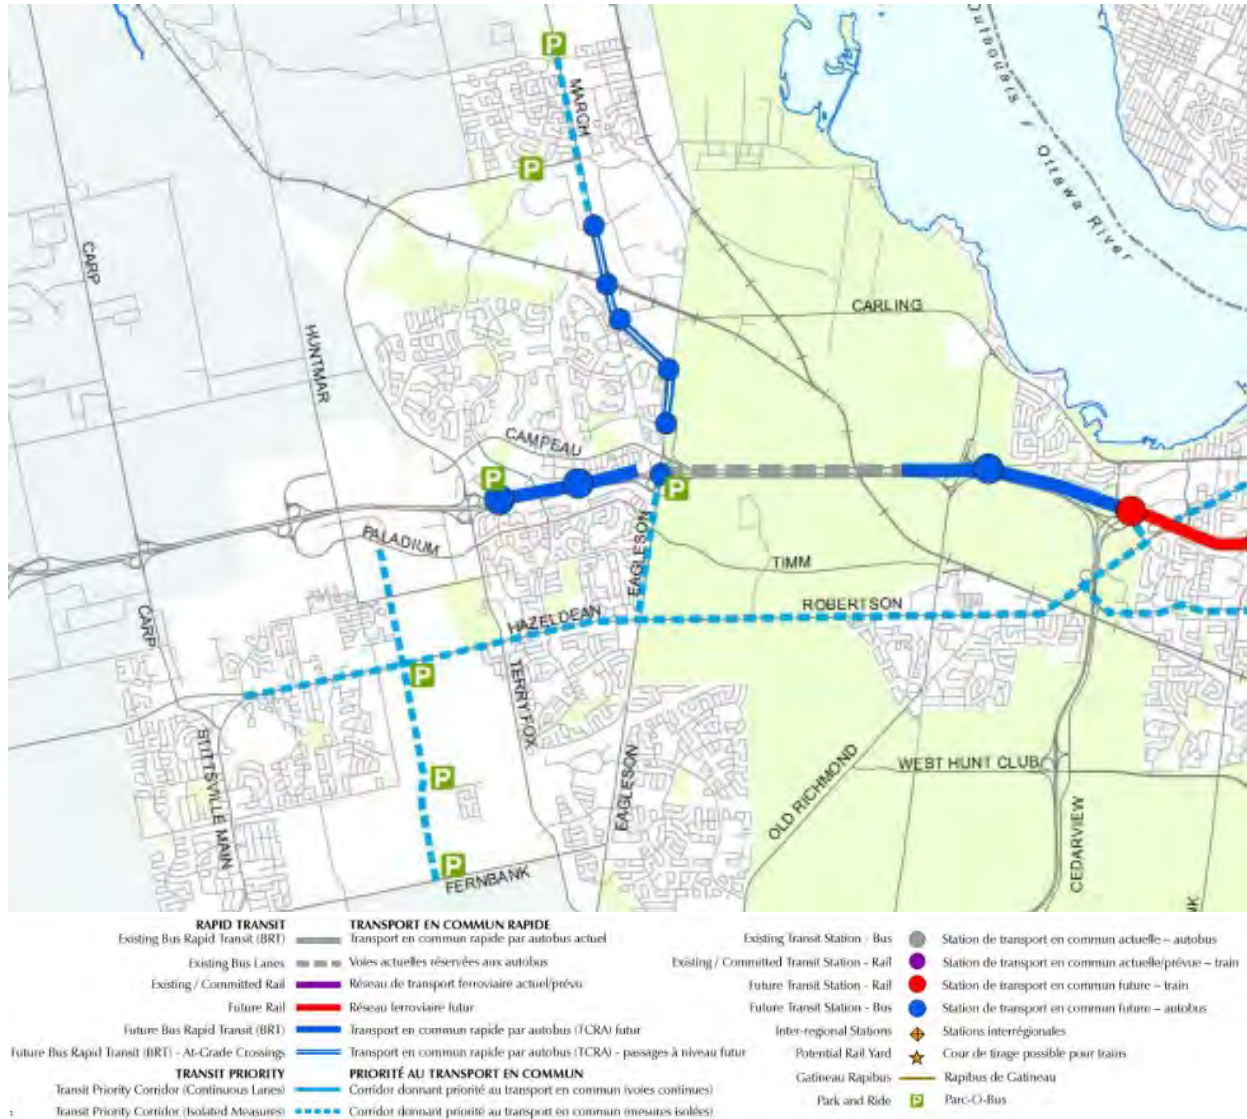 P
MARCH
Outaouais / Ottawa River
P
CARP
CARLING
HUNTMAR
CAMPEAU
P
P
PALADIUM
EAGLESON
TIMM
CARP
HAZELDEAN
ROBERTSON
P
TERRY FOX
STITTSVILLE MAIN
P
EAGLESON
OLD RICHMOND
WEST HUNT CLUB
CEDARVIEW
P
FERNBANK
NK
RAPID TRANSIT TRANSPORT EN COMMUN RAPIDE
Existing Bus Rapid Transit (BRT) Transport en commun rapide par autobus actuel
Existing Bus Lanes Voies actuelles réservées aux autobus
Existing / Committed Rail Réseau de transport ferroviaire actuel/prévu
Future Rail Réseau ferroviaire futur
Future Bus Rapid Transit (BRT) Transport en commun rapide par autobus (TCRA) futur
Future Bus Rapid Transit (BRT) - At-Grade Crossings Transport en commun rapide par autobus (TCRA) - passages à niveau futur
TRANSIT PRIORITY PRIORITÉ AU TRANSPORT EN COMMUN
Transit Priority Corridor (Continuous Lanes) Corridor donnant priorité au transport en commun (voies continues)
Transit Priority Corridor (Isolated Measures) Corridor donnant priorité au transport en commun (mesures isolées)
Existing Transit Station - Bus Station de transport en commun actuelle – autobus
Existing / Committed Transit Station - Rail Station de transport en commun actuelle/prévue – train
Future Transit Station - Rail Station de transport en commun future – train
Future Transit Station - Bus Station de transport en commun future – autobus
Inter-regional Stations Stations interrégionales
Potential Rail Yard Cour de tirage possible pour trains
Gatineau Rapibus Rapibus de Gatineau
Park and Ride P Parc-O-Bus